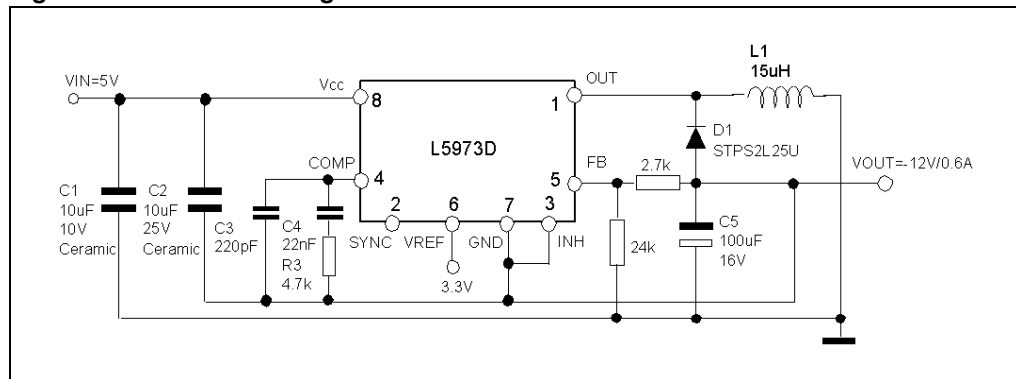 VIN=5V
Vcc
8
COMP
4
L5973D
OUT
1
FB
5
2
6
7
3
SYNC
VREF
GND
INH
3.3V
L1
15uH
D1
STPS2L25U
2.7k
VOUT=-12V/0.6A
24k
C5
100uF
16V
C1
10uF
10V
Ceramic
C2
10uF
25V
Ceramic
C3
220pF
C4
22nF
R3
4.7k